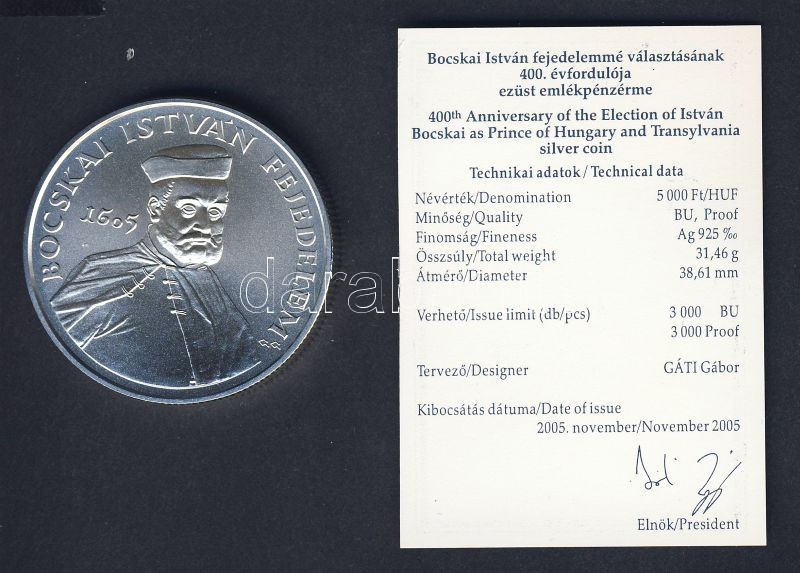 BOCSKAI ISTVÁN FEJEDELEM
1605
Bocskai István fejedelemmé választásának
400. évfordulója
ezüst emlékpénzérme
400th Anniversary of the Election of István
Bocskai as Prince of Hungary and Transylvania
silver coin
Technikai adatok / Technical data
Névérték/Denomination 5 000 Ft/HUF
Minőség/Quality BU, Proof
Finomság/Fineness Ag 925 ‰
Összsúly/Total weight 31,46 g
Átmérő/Diameter 38,61 mm
Verhető/Issue limit (db/pcs) 3 000 BU
3 000 Proof
Tervező/Designer GÁTI Gábor
Kibocsátás dátuma/Date of issue
2005. november/November 2005
Elnök/President